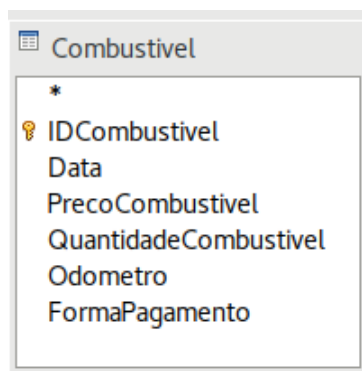 Combustivel
*
IDCombustivel
Data
PrecoCombustivel
QuantidadeCombustivel
Odometro
FormaPagamento